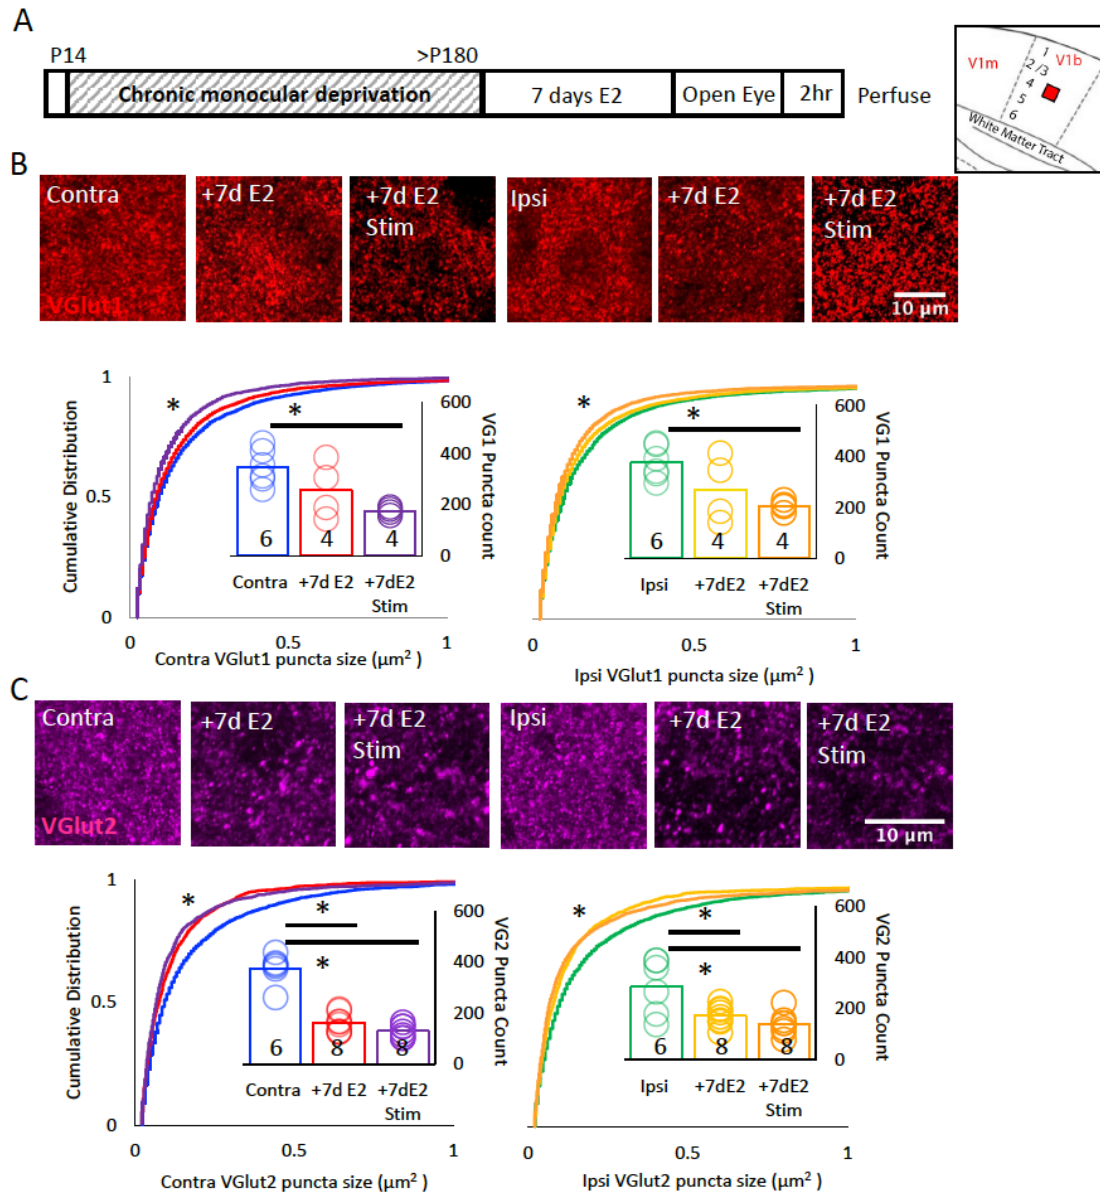 A
P14
>P180
Chronic monocular deprivation
7 days E2
Open Eye
2hr
Perfuse
V1m
V1b
1
2/3
4
5
6
White Matter Tract
B
Contra
VGlut1
+7d E2
+7d E2
Stim
Ipsi
+7d E2
+7d E2
Stim
10 µm
Cumulative Distribution
1
0.5
0
*
*
600
400
200
0
VG1 Puncta count
6
4
4
Contra
+7d E2
+7dE2
Stim
0
0.5
1
Contra VGlut1 puncta size (µm² )
*
*
600
400
200
0
VG1 Puncta Count
6
4
4
Ipsi
+7dE2
+7dE2
Stim
0
0.5
1
Ipsi VGlut1 puncta size (µm² )
C
Contra
VGlut2
+7d E2
+7d E2
Stim
Ipsi
+7d E2
+7d E2
Stim
10 µm
Cumulative Distribution
1
0.5
0
*
*
*
600
400
200
0
VG2 Puncta Count
6
8
8
Contra
+7d E2
+7dE2
Stim
0
0.5
1
Contra VGlut2 puncta size (µm² )
*
*
*
600
400
200
0
VG2 Puncta Count
6
8
8
Ipsi
+7dE2
+7dE2
Stim
0
0.5
1
Ipsi VGlut2 puncta size (µm² )